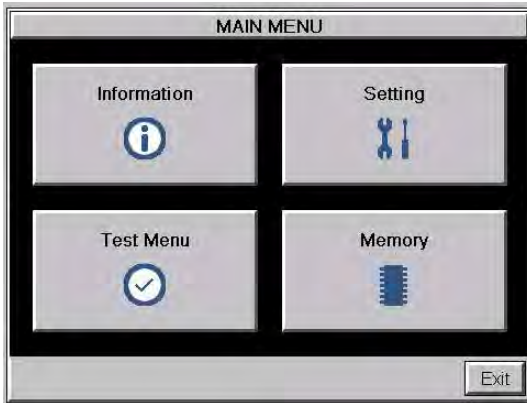 MAIN MENU
Information
Setting
Test Menu
Memory
Exit